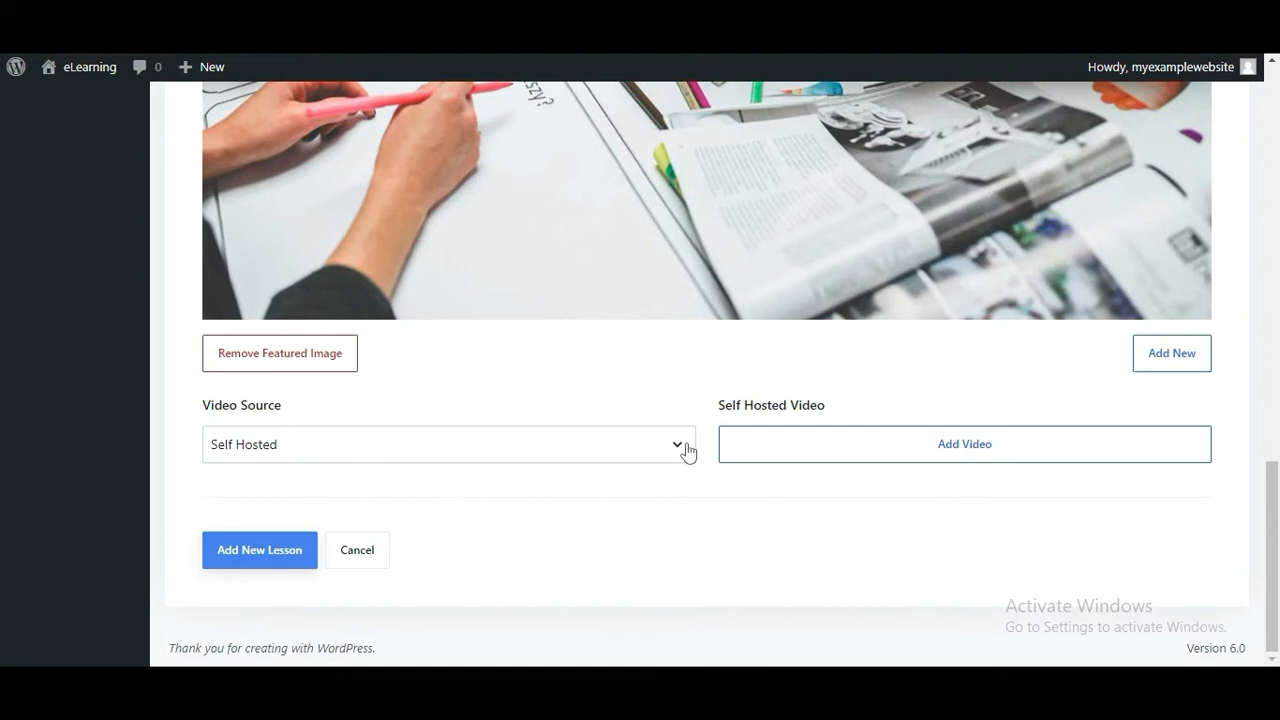 eLearning 0 New Howdy, myexamplewebsite
szy?
Remove Featured Image Add New
Video Source Self Hosted Video
Self Hosted Add Video
Add New Lesson Cancel
Activate Windows
Go to Settings to activate Windows.
Thank you for creating with WordPress. Version 6.0